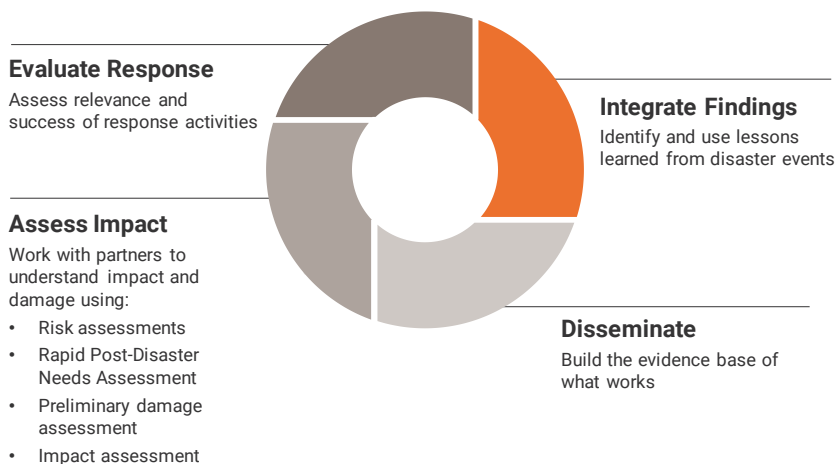 Evaluate Response
Assess relevance and
success of response activities
Integrate Findings
Identify and use lessons
learned from disaster events
Assess Impact
Work with partners to
understand impact and
damage using:
• Risk assessments
• Rapid Post-Disaster
Needs Assessment
• Preliminary damage
assessment
• Impact assessment
Disseminate
Build the evidence base of
what works